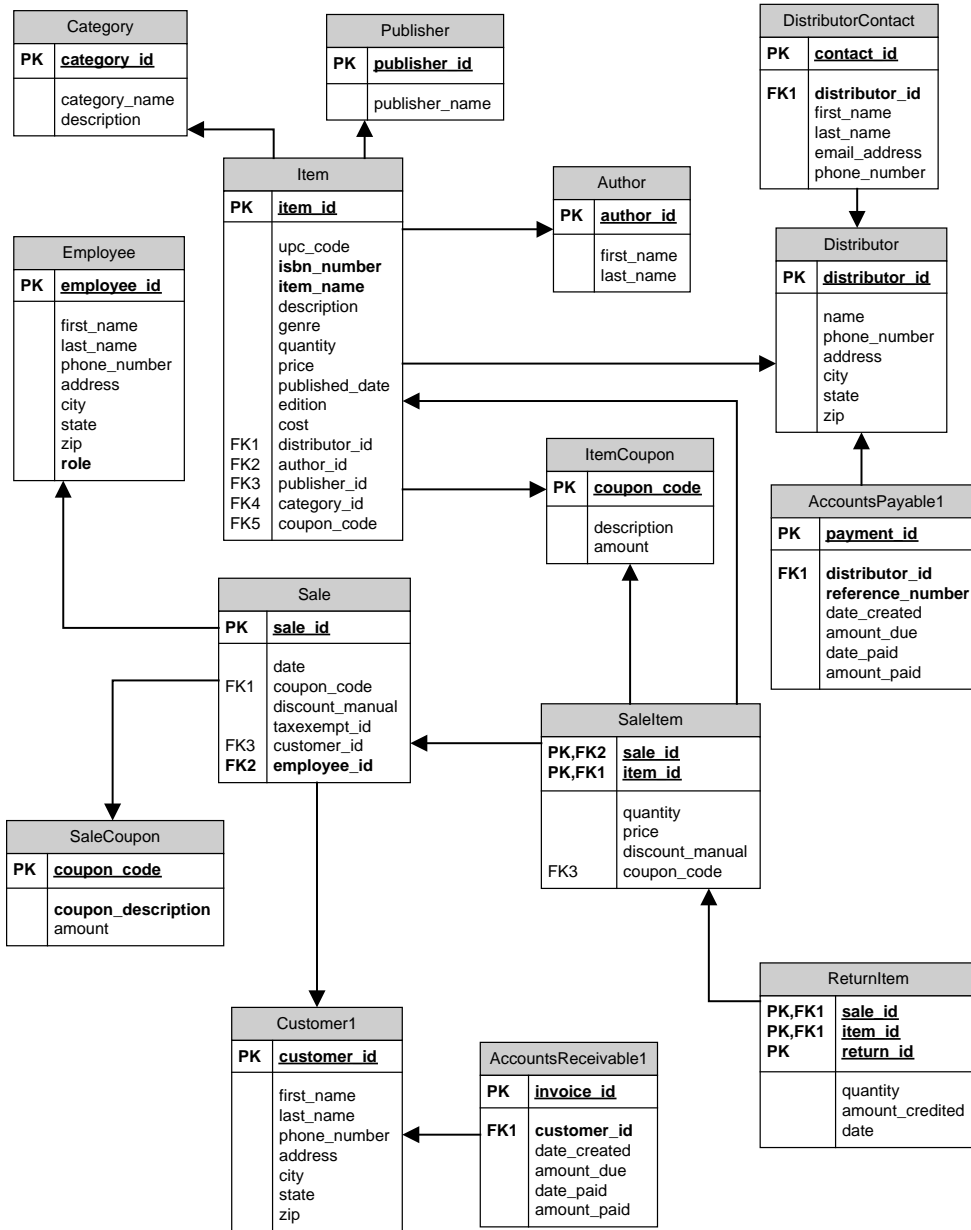 Category
PK category_id
category_name
description
Publisher
PK publisher_id
publisher_name
DistributorContact
PK contact_id
FK1 distributor_id
first_name
last_name
email_address
phone_number
Item
PK item_id
upc_code
isbn_number
item_name
description
genre
quantity
price
published_date
edition
cost
FK1 distributor_id
FK2 author_id
FK3 publisher_id
FK4 category_id
FK5 coupon_code
Author
PK author_id
first_name
last_name
Employee
PK employee_id
first_name
last_name
phone_number
address
city
state
zip
role
Distributor
PK distributor_id
name
phone_number
address
city
state
zip
ItemCoupon
PK coupon_code
description
amount
AccountsPayable1
PK payment_id
FK1 distributor_id
reference_number
date_created
amount_due
date_paid
amount_paid
Sale
PK sale_id
date
FK1 coupon_code
discount_manual
taxexempt_id
FK3 customer_id
FK2 employee_id
SaleItem
PK,FK2 sale_id
PK,FK1 item_id
quantity
price
discount_manual
FK3 coupon_code
SaleCoupon
PK coupon_code
coupon_description
amount
ReturnItem
PK,FK1 sale_id
PK,FK1 item_id
PK return_id
quantity
amount_credited
date
Customer1
PK customer_id
first_name
last_name
phone_number
address
city
state
zip
AccountsReceivable1
PK invoice_id
FK1 customer_id
date_created
amount_due
date_paid
amount_paid